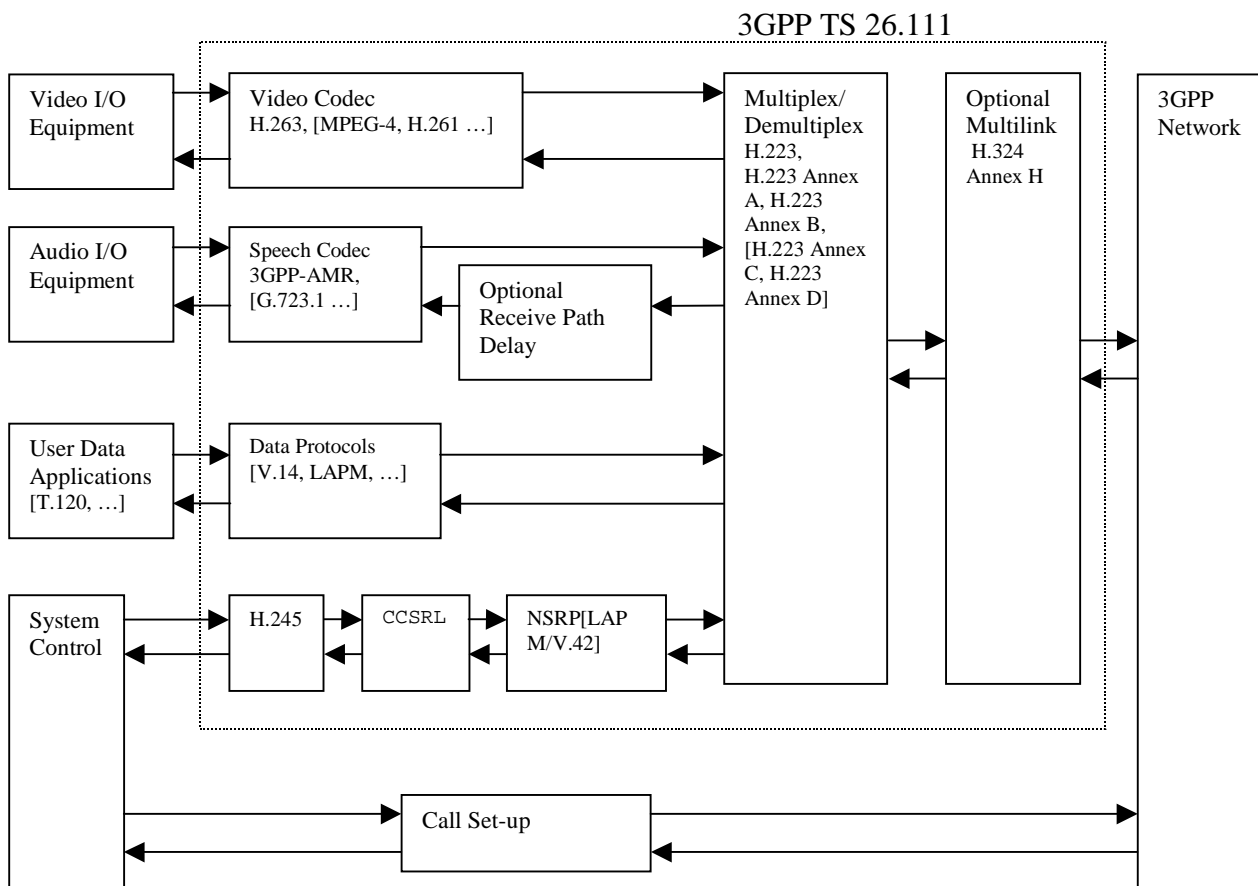 3GPP TS 26.111
Video I/O
Equipment
Video Codec
H.263, [MPEG-4, H.261 …]
Multiplex/
Demultiplex
H.223,
H.223 Annex
A, H.223
Annex B,
[H.223 Annex
C, H.223
Annex D]
Optional
Multilink
H.324
Annex H
3GPP
Network
Audio I/O
Equipment
Speech Codec
3GPP-AMR,
[G.723.1 …]
Optional
Receive Path
Delay
User Data
Applications
[T.120, …]
Data Protocols
[V.14, LAPM, …]
System
Control
H.245
CCSRL
NSRP[LAP
M/V.42]
Call Set-up